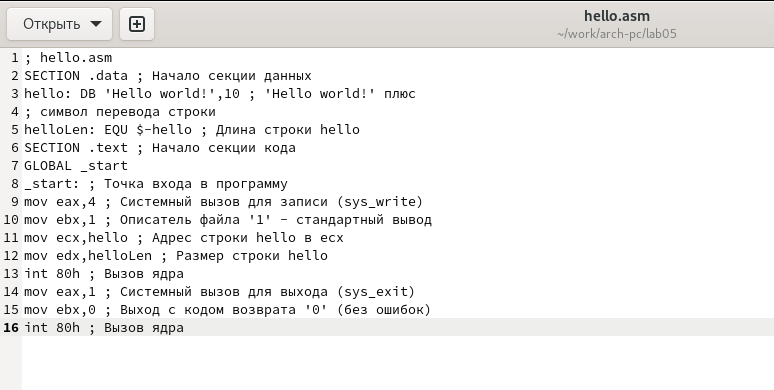 Открыть
hello.asm
~/work/arch-pc/lab05
1 ; hello.asm
2 SECTION .data ; Начало секции данных
3 hello: DB 'Hello world!',10 ; 'Hello world!' плюс
4 ; символ перевода строки
5 helloLen: EQU $-hello ; Длина строки hello
6 SECTION .text ; Начало секции кода
7 GLOBAL _start
8 _start: ; Точка входа в программу
9 mov eax,4 ; Системный вызов для записи (sys_write)
10 mov ebx,1 ; Описатель файла '1' - стандартный вывод
11 mov ecx,hello ; Адрес строки hello в ecx
12 mov edx,helloLen ; Размер строки hello
13 int 80h ; Вызов ядра
14 mov eax,1 ; Системный вызов для выхода (sys_exit)
15 mov ebx,0 ; Выход с кодом возврата '0' (без ошибок)
16 int 80h ; Вызов ядра